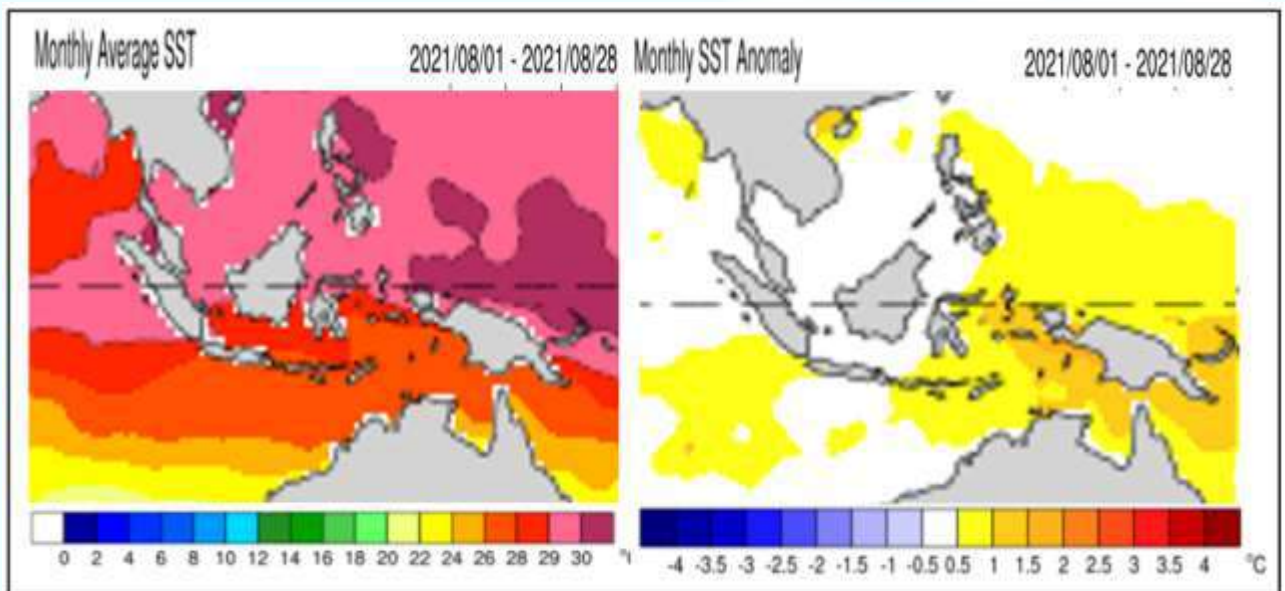 Monthly Average SST 2021/08/01 - 2021/08/28
Monthly SST Anomaly 2021/08/01 - 2021/08/28
0 2 4 6 8 10 12 14 16 18 20 22 24 26 28 29 30
-4 -3.5 -3 -2.5 -2 -1.5 -1 -0.5 0.5 1 1.5 2 2.5 3 3.5 4 °C